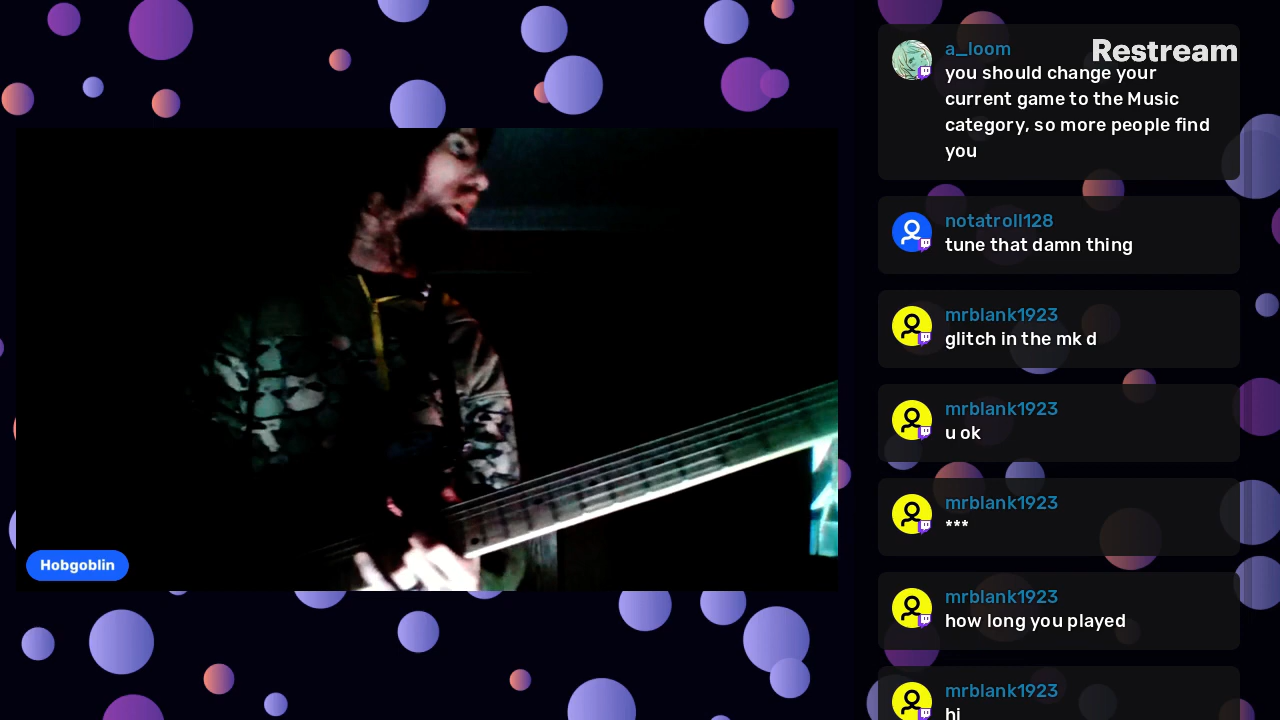 Restream
a_loom
you should change your
current game to the Music
category, so more people find
you
notatroll128
tune that damn thing
mrblank1923
glitch in the mk d
mrblank1923
u ok
mrblank1923
***
mrblank1923
how long you played
mrblank1923
hi
Hobgoblin